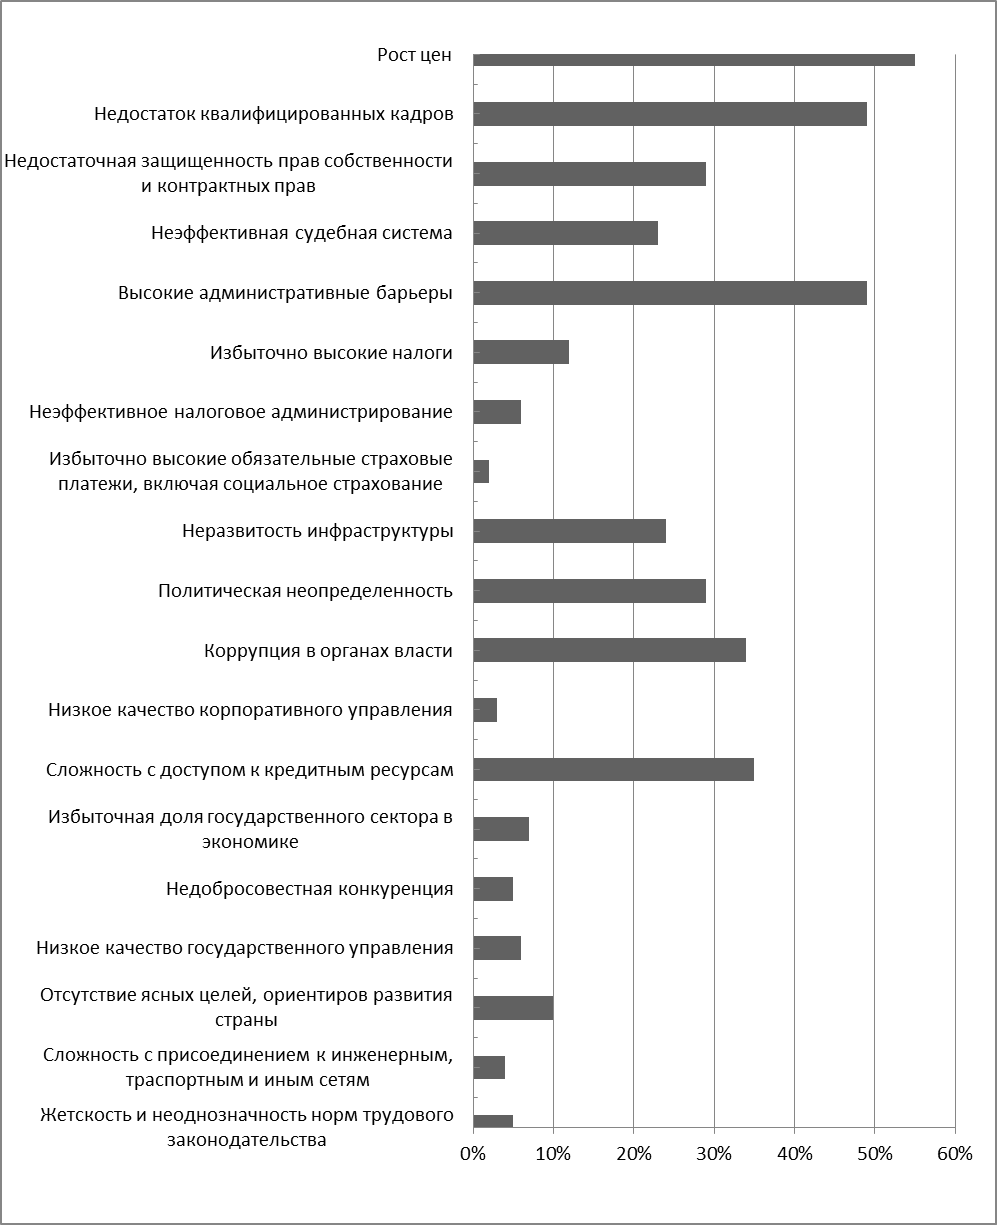 Рост цен
Недостаток квалифицированных кадров
Недостаточная защищенность прав собственности
и контрактных прав
Неэффективная судебная система
Высокие административные барьеры
Избыточно высокие налоги
Неэффективное налоговое администрирование
Избыточно высокие обязательные страховые
платежи, включая социальное страхование
Неразвитость инфраструктуры
Политическая неопределенность
Коррупция в органах власти
Низкое качество корпоративного управления
Сложность с доступом к кредитным ресурсам
Избыточная доля государственного сектора в
экономике
Недобросовестная конкуренция
Низкое качество государственного управления
Отсутствие ясных целей, ориентиров развития
страны
Сложность с присоединением к инженерным,
траспортным и иным сетям
Жетскость и неоднозначность норм трудового
законодательства
0% 10% 20% 30% 40% 50% 60%